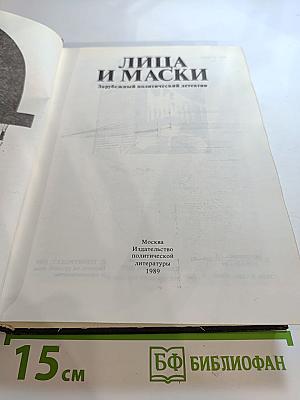 ЛИЦА
И МАСКИ
Зарубежный политический детектив
Москва
Издательство
политической
литературы
1989
15 см
БФ БИБЛИОФАН